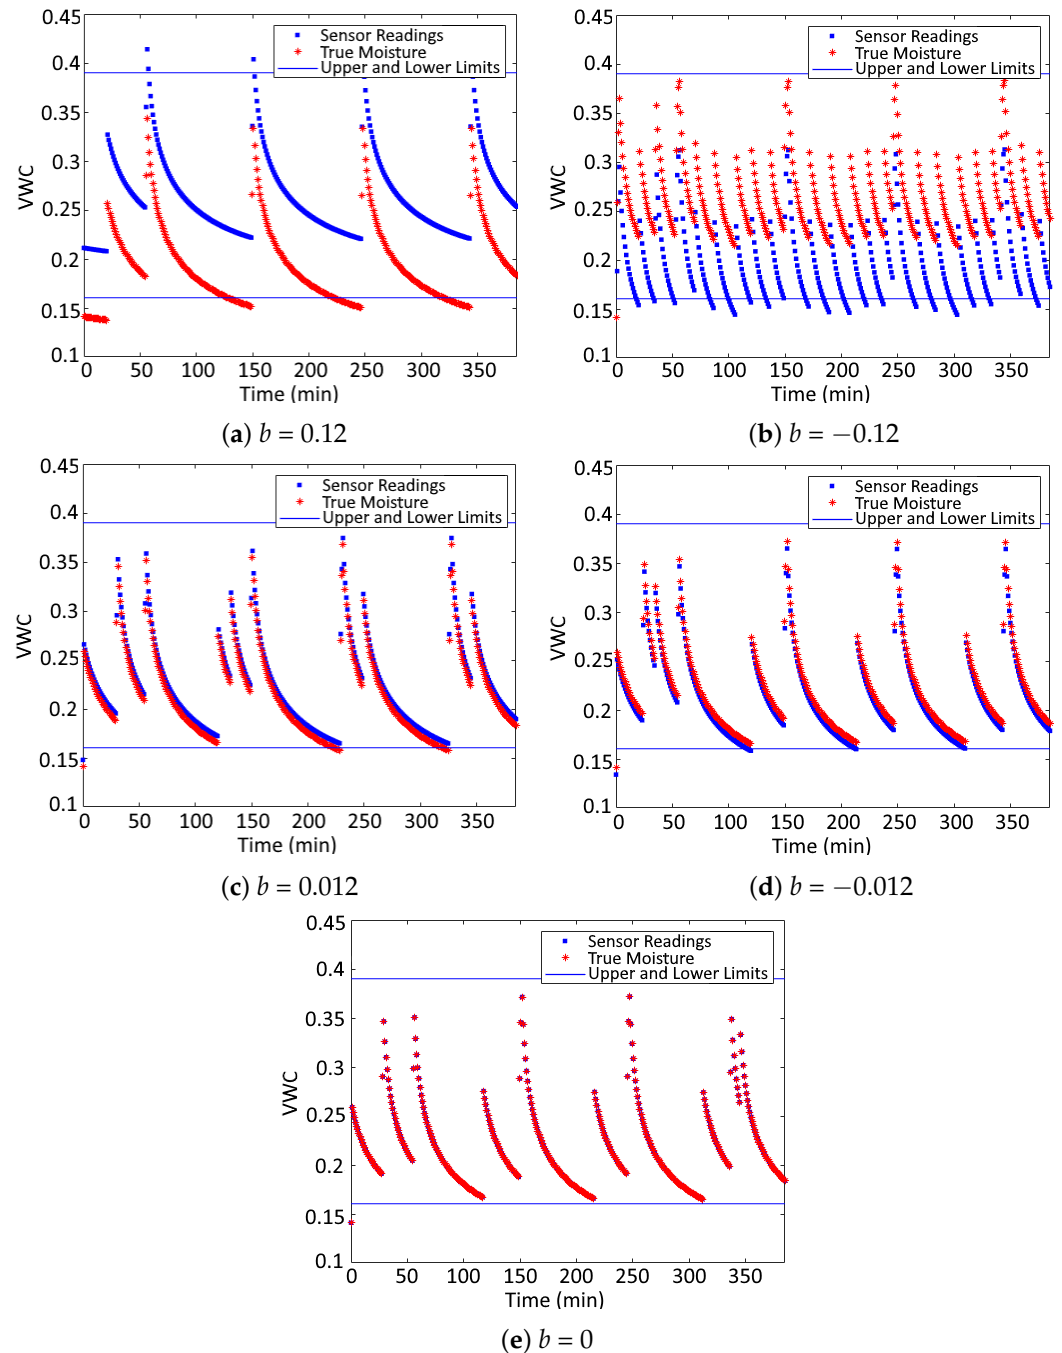 0.45
0.4
0.35
0.3
0.25
0.2
0.15
0.1
VWC
Sensor Readings
True Moisture
Upper and Lower Limits
0 50 100 150 200 250 300 350
Time (min)
(a) b = 0.12
0.45
0.4
0.35
0.3
0.25
0.2
0.15
0.1
VWC
Sensor Readings
True Moisture
Upper and Lower Limits
0 50 100 150 200 250 300 350
Time (min)
(b) b = −0.12
0.45
0.4
0.35
0.3
0.25
0.2
0.15
0.1
VWC
Sensor Readings
True Moisture
Upper and Lower Limits
0 50 100 150 200 250 300 350
Time (min)
(c) b = 0.012
0.45
0.4
0.35
0.3
0.25
0.2
0.15
0.1
VWC
Sensor Readings
True Moisture
Upper and Lower Limits
0 50 100 150 200 250 300 350
Time (min)
(d) b = −0.012
0.45
0.4
0.35
0.3
0.25
0.2
0.15
0.1
VWC
Sensor Readings
True Moisture
Upper and Lower Limits
0 50 100 150 200 250 300 350
Time (min)
(e) b = 0